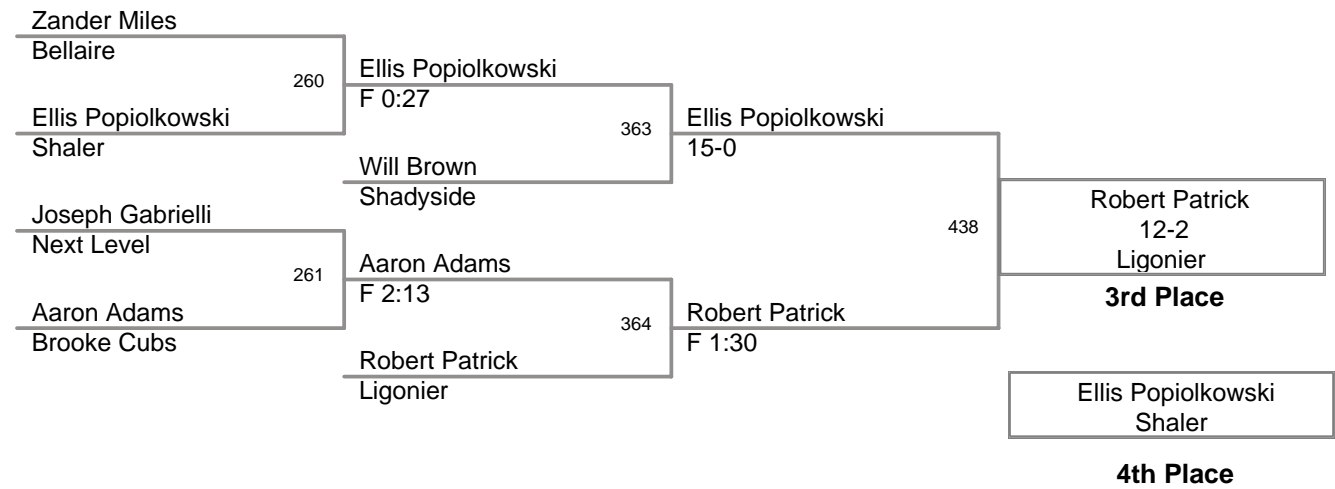 Zander Miles
Bellaire
260
Ellis Popiolkowski
F 0:27
Ellis Popiolkowski
Shaler
363
Ellis Popiolkowski
15-0
Will Brown
Shadyside
Joseph Gabrielli
Next Level
438
Robert Patrick
12-2
Ligonier
3rd Place
261
Aaron Adams
F 2:13
Aaron Adams
Brooke Cubs
364
Robert Patrick
F 1:30
Robert Patrick
Ligonier
Ellis Popiolkowski
Shaler
4th Place